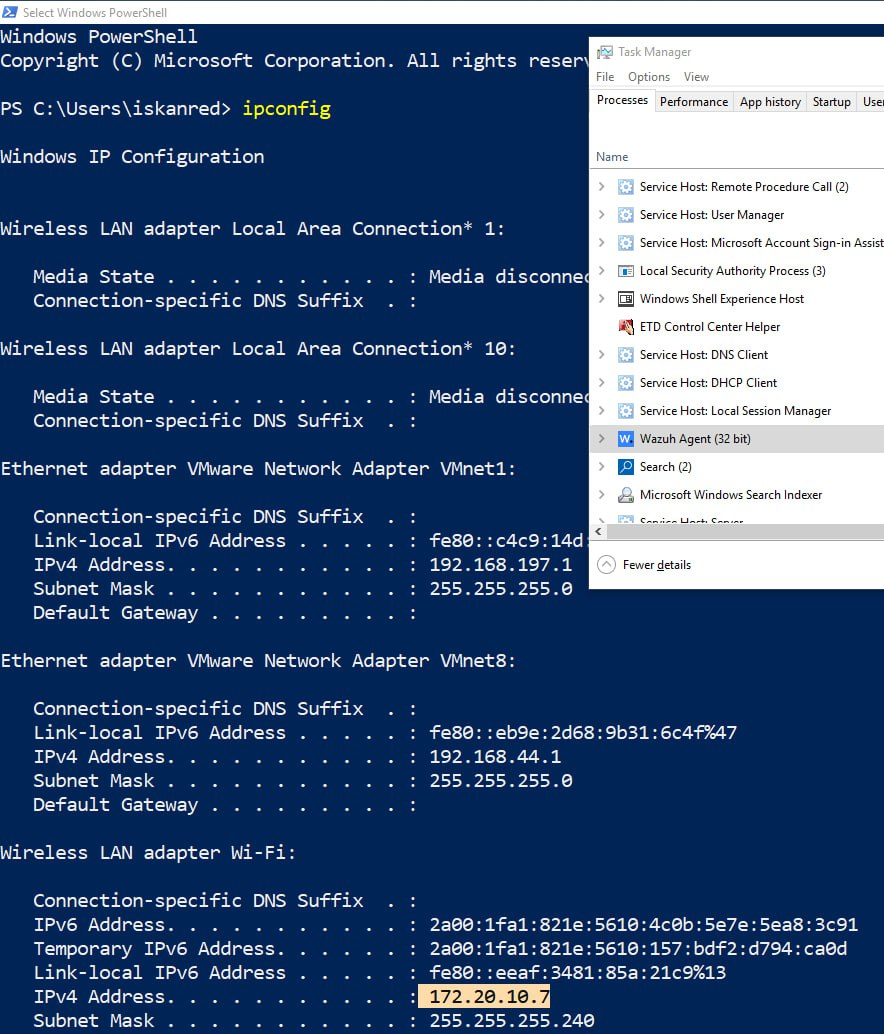 Select Windows PowerShell
Windows PowerShell
Copyright (C) Microsoft Corporation. All rights reserv
PS C:\Users\iskanred> ipconfig
Windows IP Configuration
Wireless LAN adapter Local Area Connection* 1:
Media State . . . . . . . . . . . : Media disconnec
Connection-specific DNS Suffix . :
Wireless LAN adapter Local Area Connection* 10:
Media State . . . . . . . . . . . : Media disconnec
Connection-specific DNS Suffix . :
Ethernet adapter VMware Network Adapter VMnet1:
Connection-specific DNS Suffix . :
Link-local IPv6 Address . . . . . : fe80::c4c9:14d:
IPv4 Address. . . . . . . . . . . : 192.168.197.1
Subnet Mask . . . . . . . . . . . : 255.255.255.0
Default Gateway . . . . . . . . . :
Ethernet adapter VMware Network Adapter VMnet8:
Connection-specific DNS Suffix . :
Link-local IPv6 Address . . . . . : fe80::eb9e:2d68:9b31:6c4f%47
IPv4 Address. . . . . . . . . . . : 192.168.44.1
Subnet Mask . . . . . . . . . . . : 255.255.255.0
Default Gateway . . . . . . . . . :
Wireless LAN adapter Wi-Fi:
Connection-specific DNS Suffix . :
IPv6 Address. . . . . . . . . . . : 2a00:1fa1:821e:5610:4c0b:5e7e:5ea8:3c91
Temporary IPv6 Address. . . . . . : 2a00:1fa1:821e:5610:157:bdf2:d794:ca0d
Link-local IPv6 Address . . . . . : fe80::eeaf:3481:85a:21c9%13
IPv4 Address. . . . . . . . . . . : 172.20.10.7
Subnet Mask . . . . . . . . . . . : 255.255.255.240
Task Manager
File Options View
Processes Performance App history Startup User
Name
Service Host: Remote Procedure Call (2)
Service Host: User Manager
Service Host: Microsoft Account Sign-in Assist
Local Security Authority Process (3)
Windows Shell Experience Host
ETD Control Center Helper
Service Host: DNS Client
Service Host: DHCP Client
Service Host: Local Session Manager
W. Wazuh Agent (32 bit)
Search (2)
Microsoft Windows Search Indexer
Service Host: Server
Fewer details